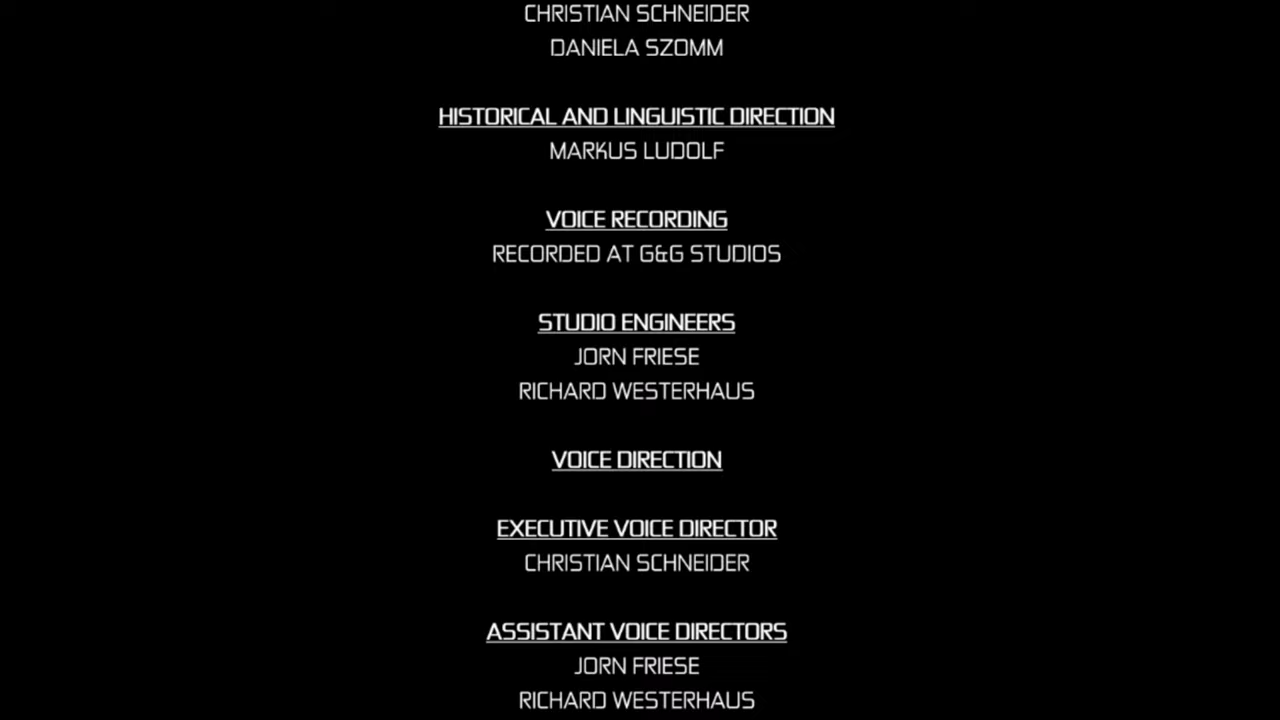 CHRISTIAN SCHNEIDER
DANIELA SZOMM
HISTORICAL AND LINGUISTIC DIRECTION
MARKUS LUDOLF
VOICE RECORDING
RECORDED AT G&G STUDIOS
STUDIO ENGINEERS
JORN FRIESE
RICHARD WESTERHAUS
VOICE DIRECTION
EXECUTIVE VOICE DIRECTOR
CHRISTIAN SCHNEIDER
ASSISTANT VOICE DIRECTORS
JORN FRIESE
RICHARD WESTERHAUS